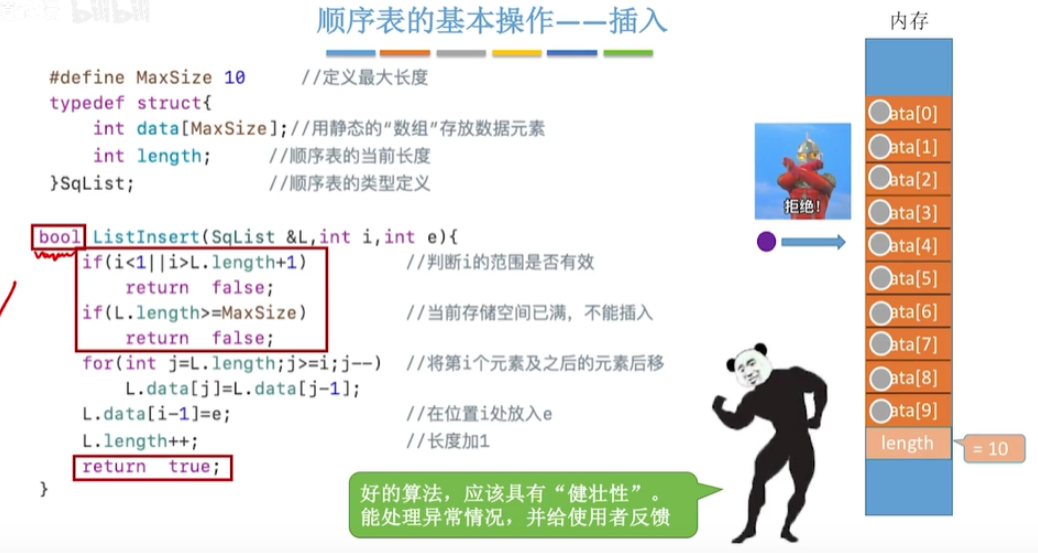 bilibili
顺序表的基本操作——插入
内存
#define MaxSize 10 //定义最大长度
typedef struct{
int data[MaxSize];//用静态的“数组”存放数据元素
int length; //顺序表的当前长度
}SqList; //顺序表的类型定义
bool ListInsert(SqList &L,int i,int e){
if(i<1||i>L.length+1) //判断i的范围是否有效
return false;
if(L.length>=MaxSize) //当前存储空间已满，不能插入
return false;
for(int j=L.length;j>=i;j--) //将第i个元素及之后的元素后移
L.data[j]=L.data[j-1];
L.data[i-1]=e; //在位置i处放入e
L.length++; //长度加1
return true;
}
拒绝!
ata[0]
ata[1]
ata[2]
ata[3]
ata[4]
ata[5]
ata[6]
ata[7]
ata[8]
ata[9]
length
= 10
好的算法，应该具有“健壮性”。
能处理异常情况，并给使用者反馈